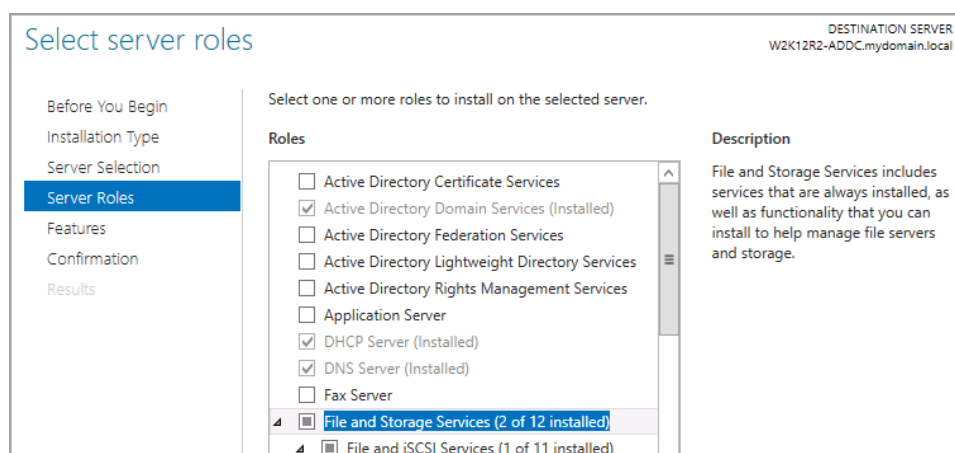 Select server roles
DESTINATION SERVER
W2K12R2-ADDC.mydomain.local
Before You Begin
Installation Type
Server Selection
Server Roles
Features
Confirmation
Results
Select one or more roles to install on the selected server.
Roles
Active Directory Certificate Services
Active Directory Domain Services (Installed)
Active Directory Federation Services
Active Directory Lightweight Directory Services
Active Directory Rights Management Services
Application Server
DHCP Server (Installed)
DNS Server (Installed)
Fax Server
File and Storage Services (2 of 12 installed)
File and iSCSI Services (1 of 11 installed)
Description
File and Storage Services includes
services that are always installed, as
well as functionality that you can
install to help manage file servers
and storage.